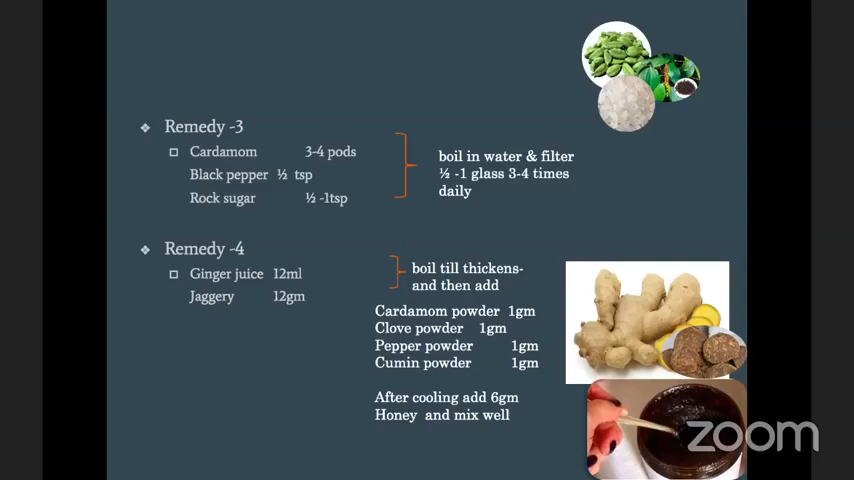 ❖ Remedy -3
Cardamom 3-4 pods
Black pepper ½ tsp
Rock sugar ½ -1tsp
boil in water & filter
½ -1 glass 3-4 times
daily
❖ Remedy -4
Ginger juice 12ml
Jaggery 12gm
boil till thickens-
and then add
Cardamom powder 1gm
Clove powder 1gm
Pepper powder 1gm
Cumin powder 1gm
After cooling add 6gm
Honey and mix well
zoom